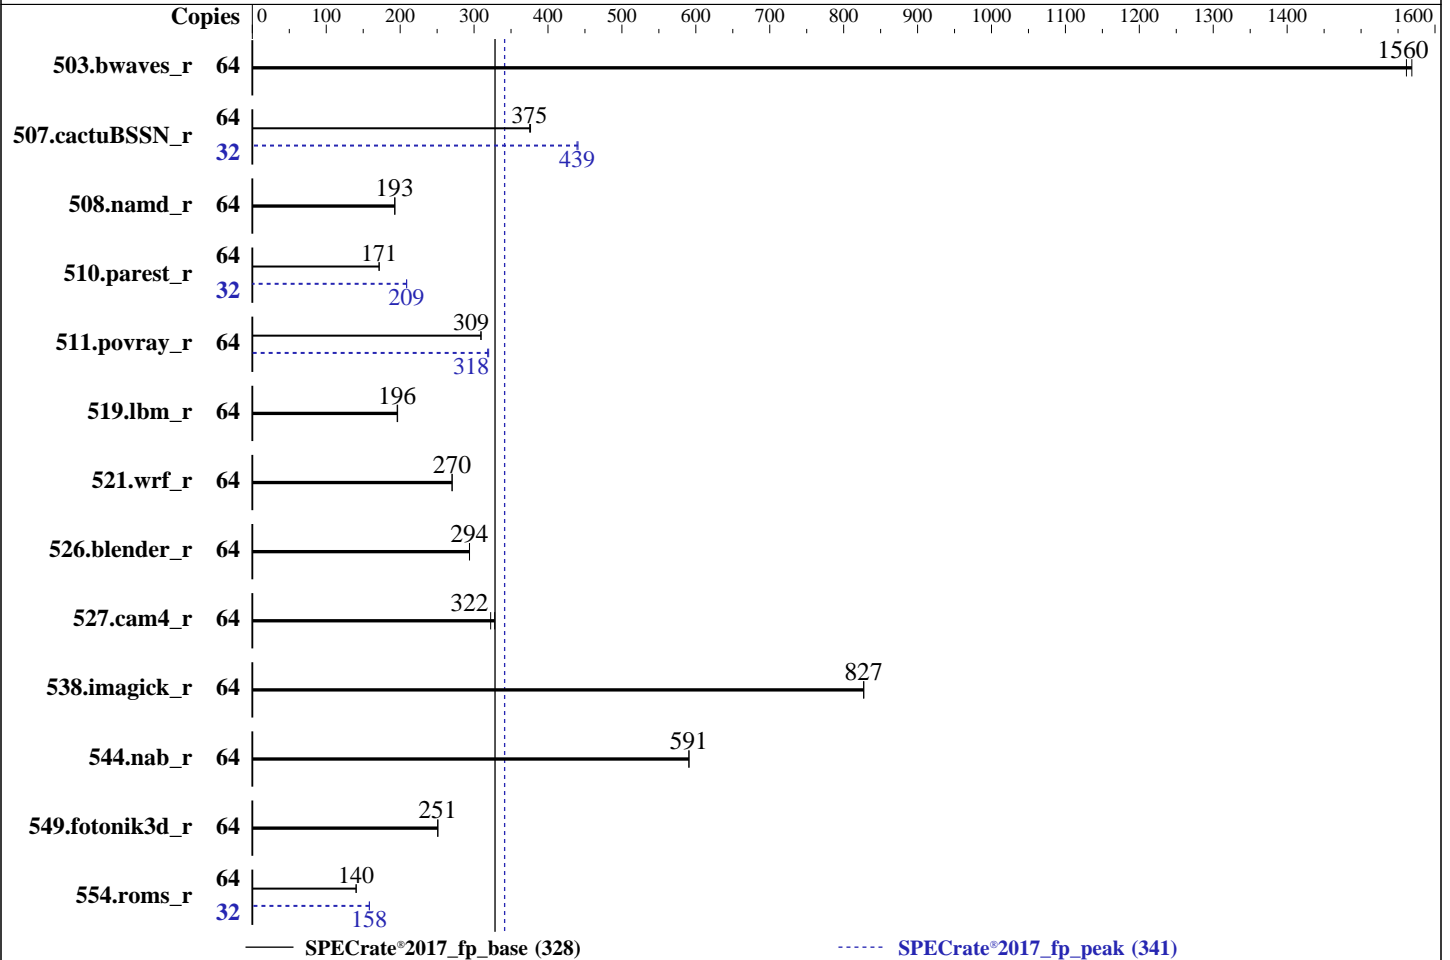 Copies 0 100 200 300 400 500 600 700 800 900 1000 1100 1200 1300 1400 1600
503.bwaves_r 64 1560
507.cactuBSSN_r 64 375
32 439
508.namd_r 64 193
510.parest_r 64 171
32 209
511.povray_r 64 309
318
519.lbm_r 64 196
521.wrf_r 64 270
526.blender_r 64 294
527.cam4_r 64 322
538.imagick_r 64 827
544.nab_r 64 591
549.fotonik3d_r 64 251
554.roms_r 64 140
32 158
SPECrate®2017_fp_base (328) SPECrate®2017_fp_peak (341)